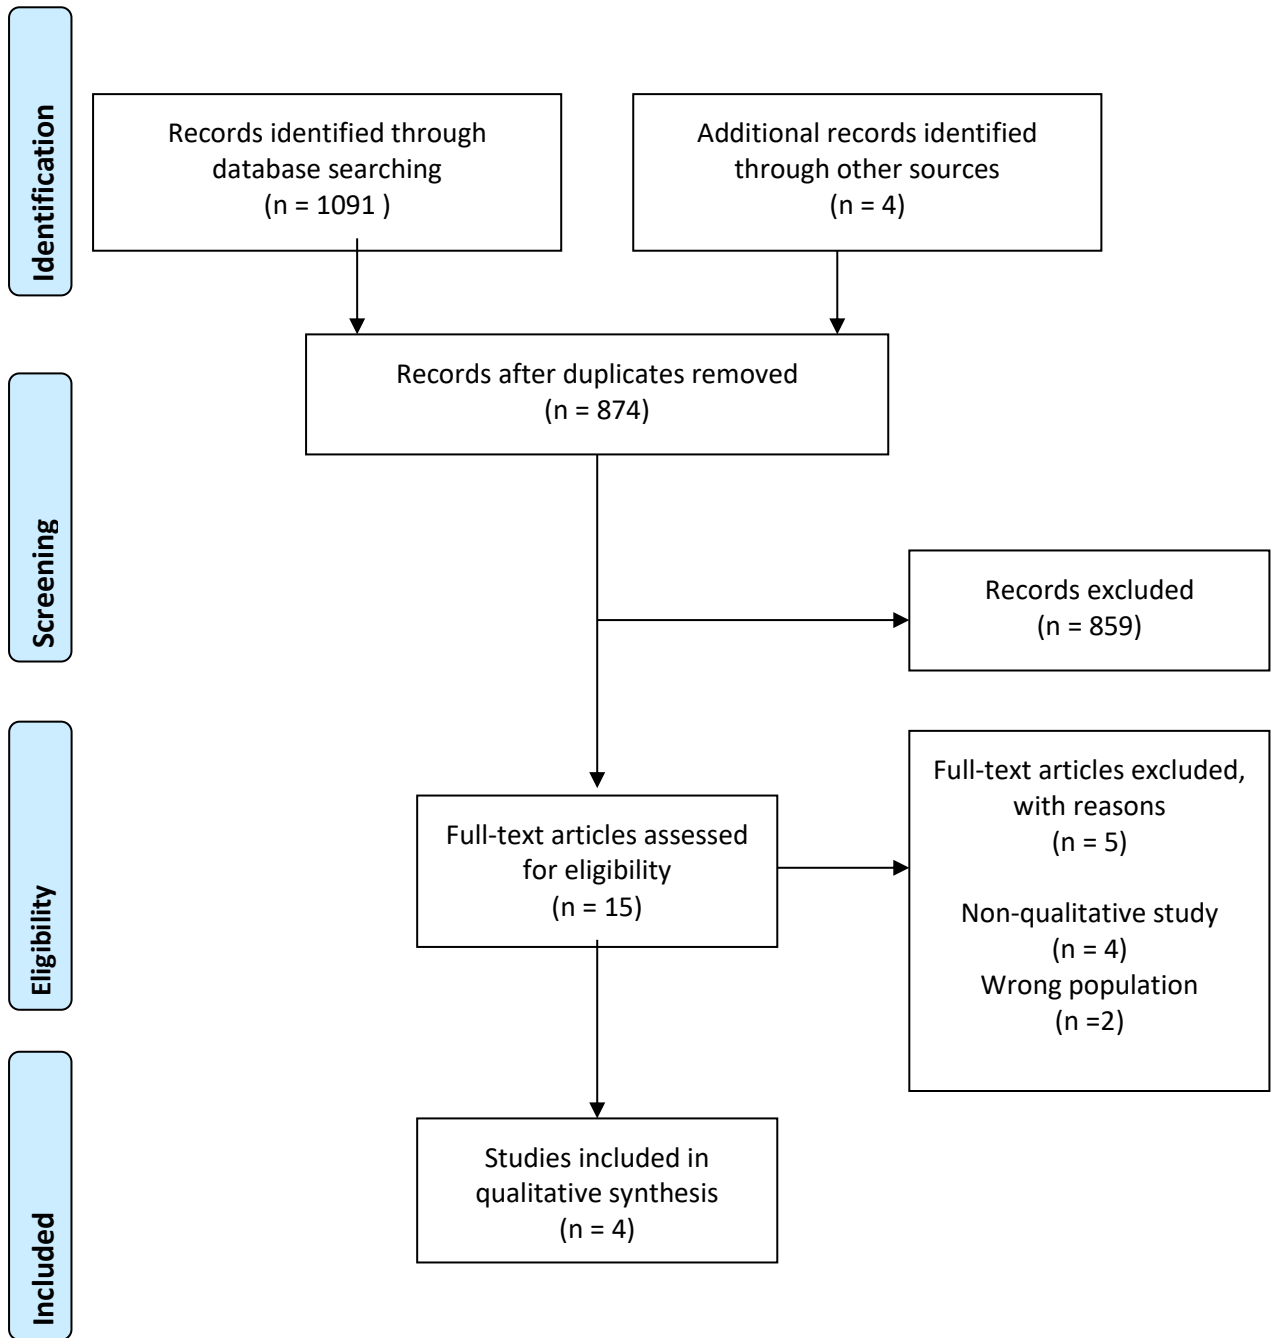 Identification
Records identified through
database searching
(n = 1091 )
Additional records identified
through other sources
(n = 4)
Records after duplicates removed
(n = 874)
Screening
Records excluded
(n = 859)
Eligibility
Full-text articles assessed
for eligibility
(n = 15)
Full-text articles excluded,
with reasons
(n = 5)
Non-qualitative study
(n = 4)
Wrong population
(n =2)
Included
Studies included in
qualitative synthesis
(n = 4)